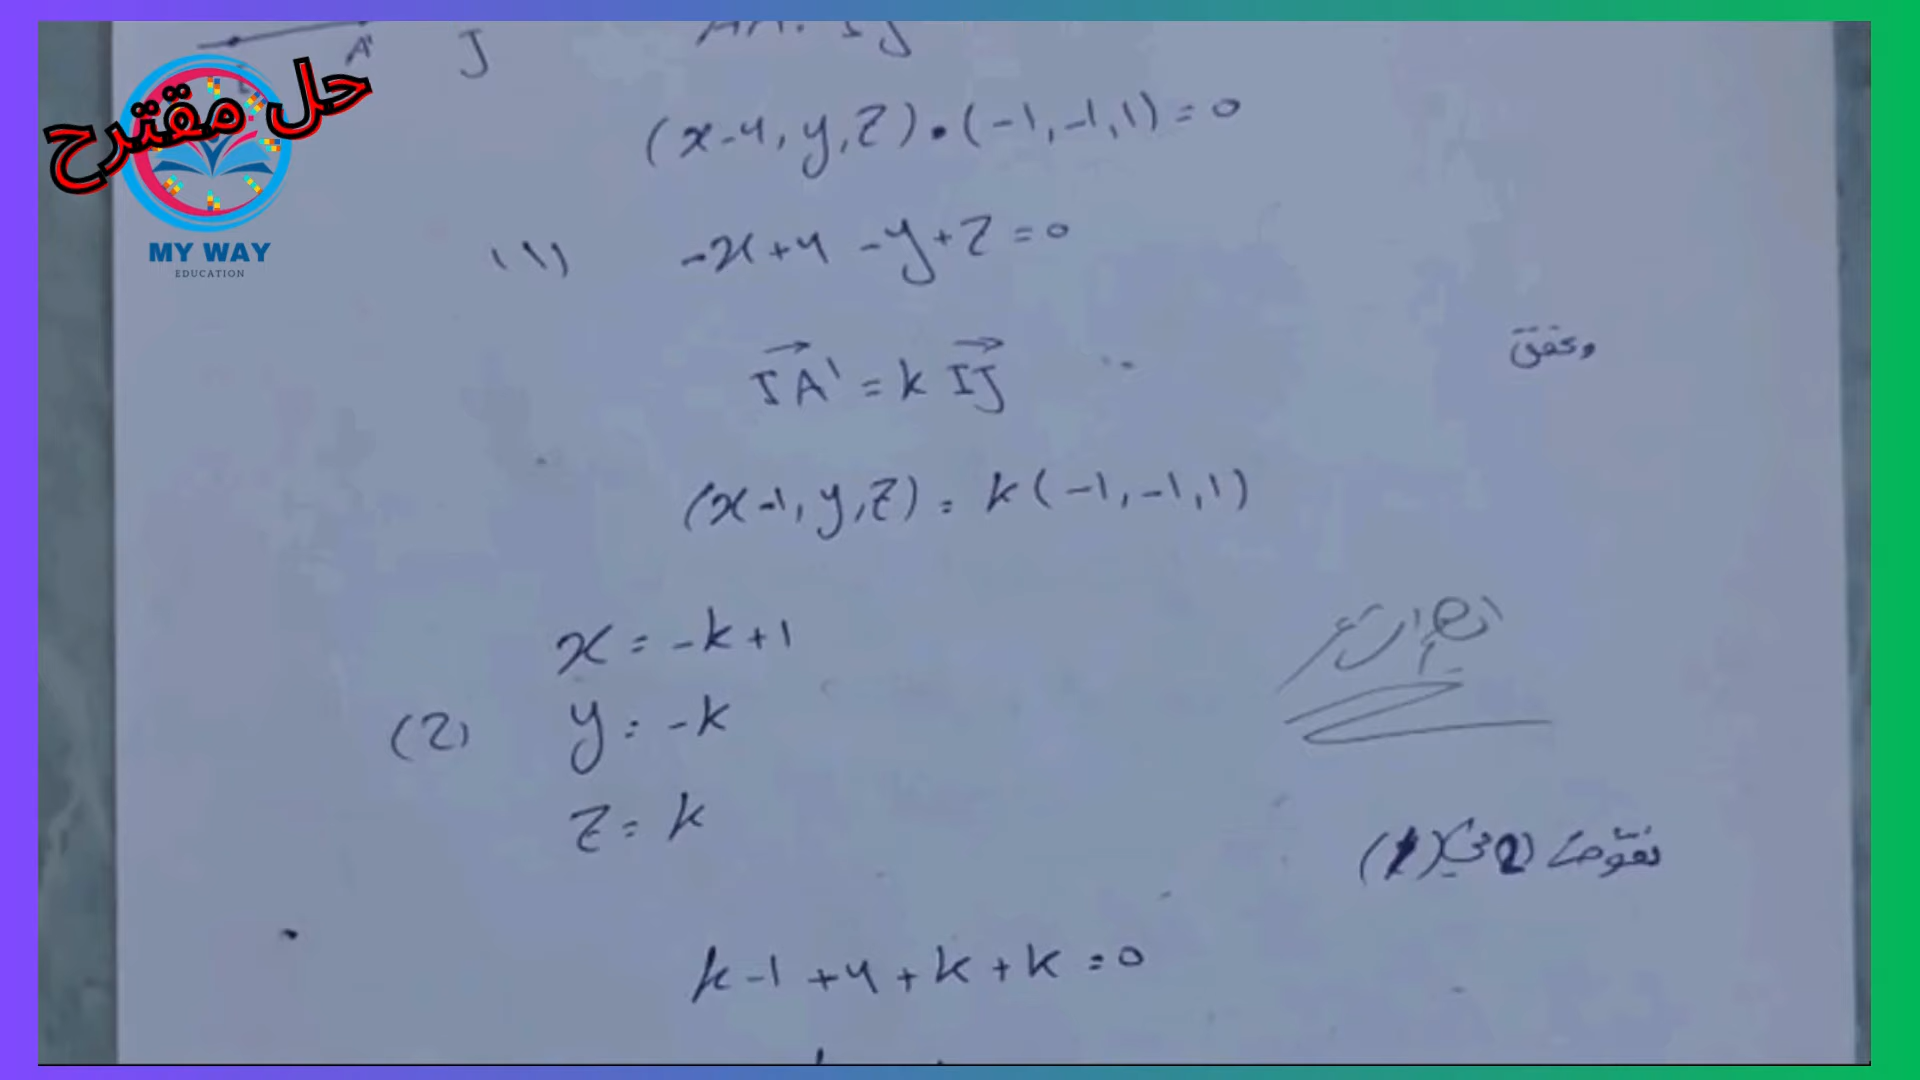 A' J
حل مقترح
(x-4, y, z) • (-1, -1, 1) = 0
MY WAY
EDUCATION
(1) -x+4 -y+z = 0
وتحقق
IA' = k IJ
(x-1, y, z) = k(-1, -1, 1)
x = -k+1
(2) y = -k
z = k
نعوض (2) في (1)
k-1 +4 +k +k = 0